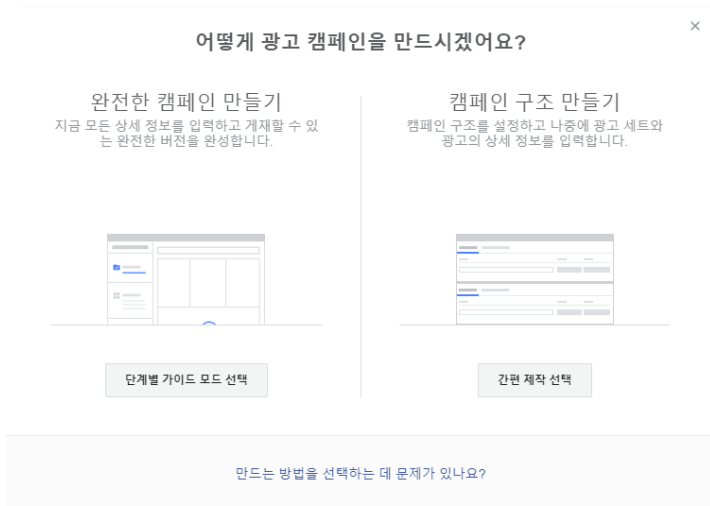 어떻게 광고 캠페인을 만드시겠어요?
완전한 캠페인 만들기
지금 모든 상세 정보를 입력하고 게재할 수 있
는 완전한 버전을 완성합니다.
단계별 가이드 모드 선택
캠페인 구조 만들기
캠페인 구조를 설정하고 나중에 광고 세트와
광고의 상세 정보를 입력합니다.
간편 제작 선택
만드는 방법을 선택하는 데 문제가 있나요?